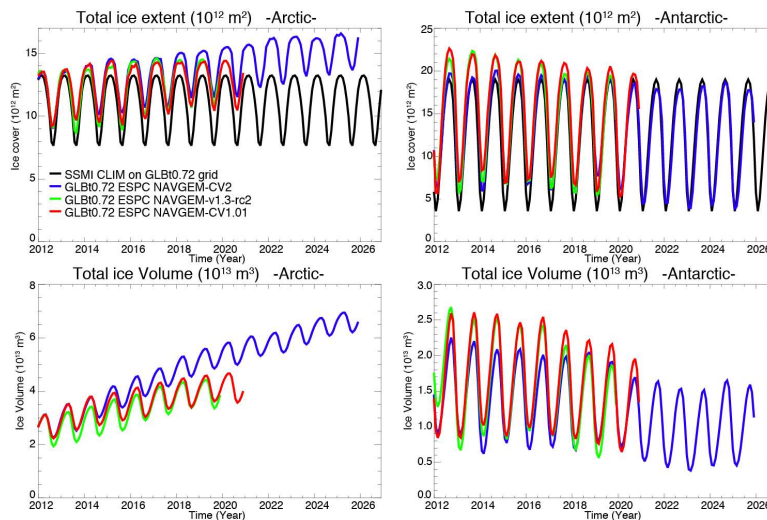 Total ice extent (10¹² m²) -Arctic-
Ice cover (10¹² m²)
15
10
5
0
SSMI CLIM on GLBt0.72 grid
GLBt0.72 ESPC NAVGEM-CV2
GLBt0.72 ESPC NAVGEM-v1.3-rc2
GLBt0.72 ESPC NAVGEM-CV1.01
2012 2014 2016 2018 2020 2022 2024 2026
Time (Year)
Total ice extent (10¹² m²) -Antarctic-
Ice cover (10¹² m²)
25
20
15
10
5
0
2012 2014 2016 2018 2020 2022 2024 2026
Time (Year)
Total ice Volume (10¹³ m³) -Arctic-
Ice Volume (10¹³ m³)
8
6
4
2
0
2012 2014 2016 2018 2020 2022 2024 2026
Time (Year)
Total ice Volume (10¹³ m³) -Antarctic-
Ice Volume (10¹³ m³)
3.0
2.5
2.0
1.5
1.0
0.5
0.0
2012 2014 2016 2018 2020 2022 2024 2026
Time (Year)